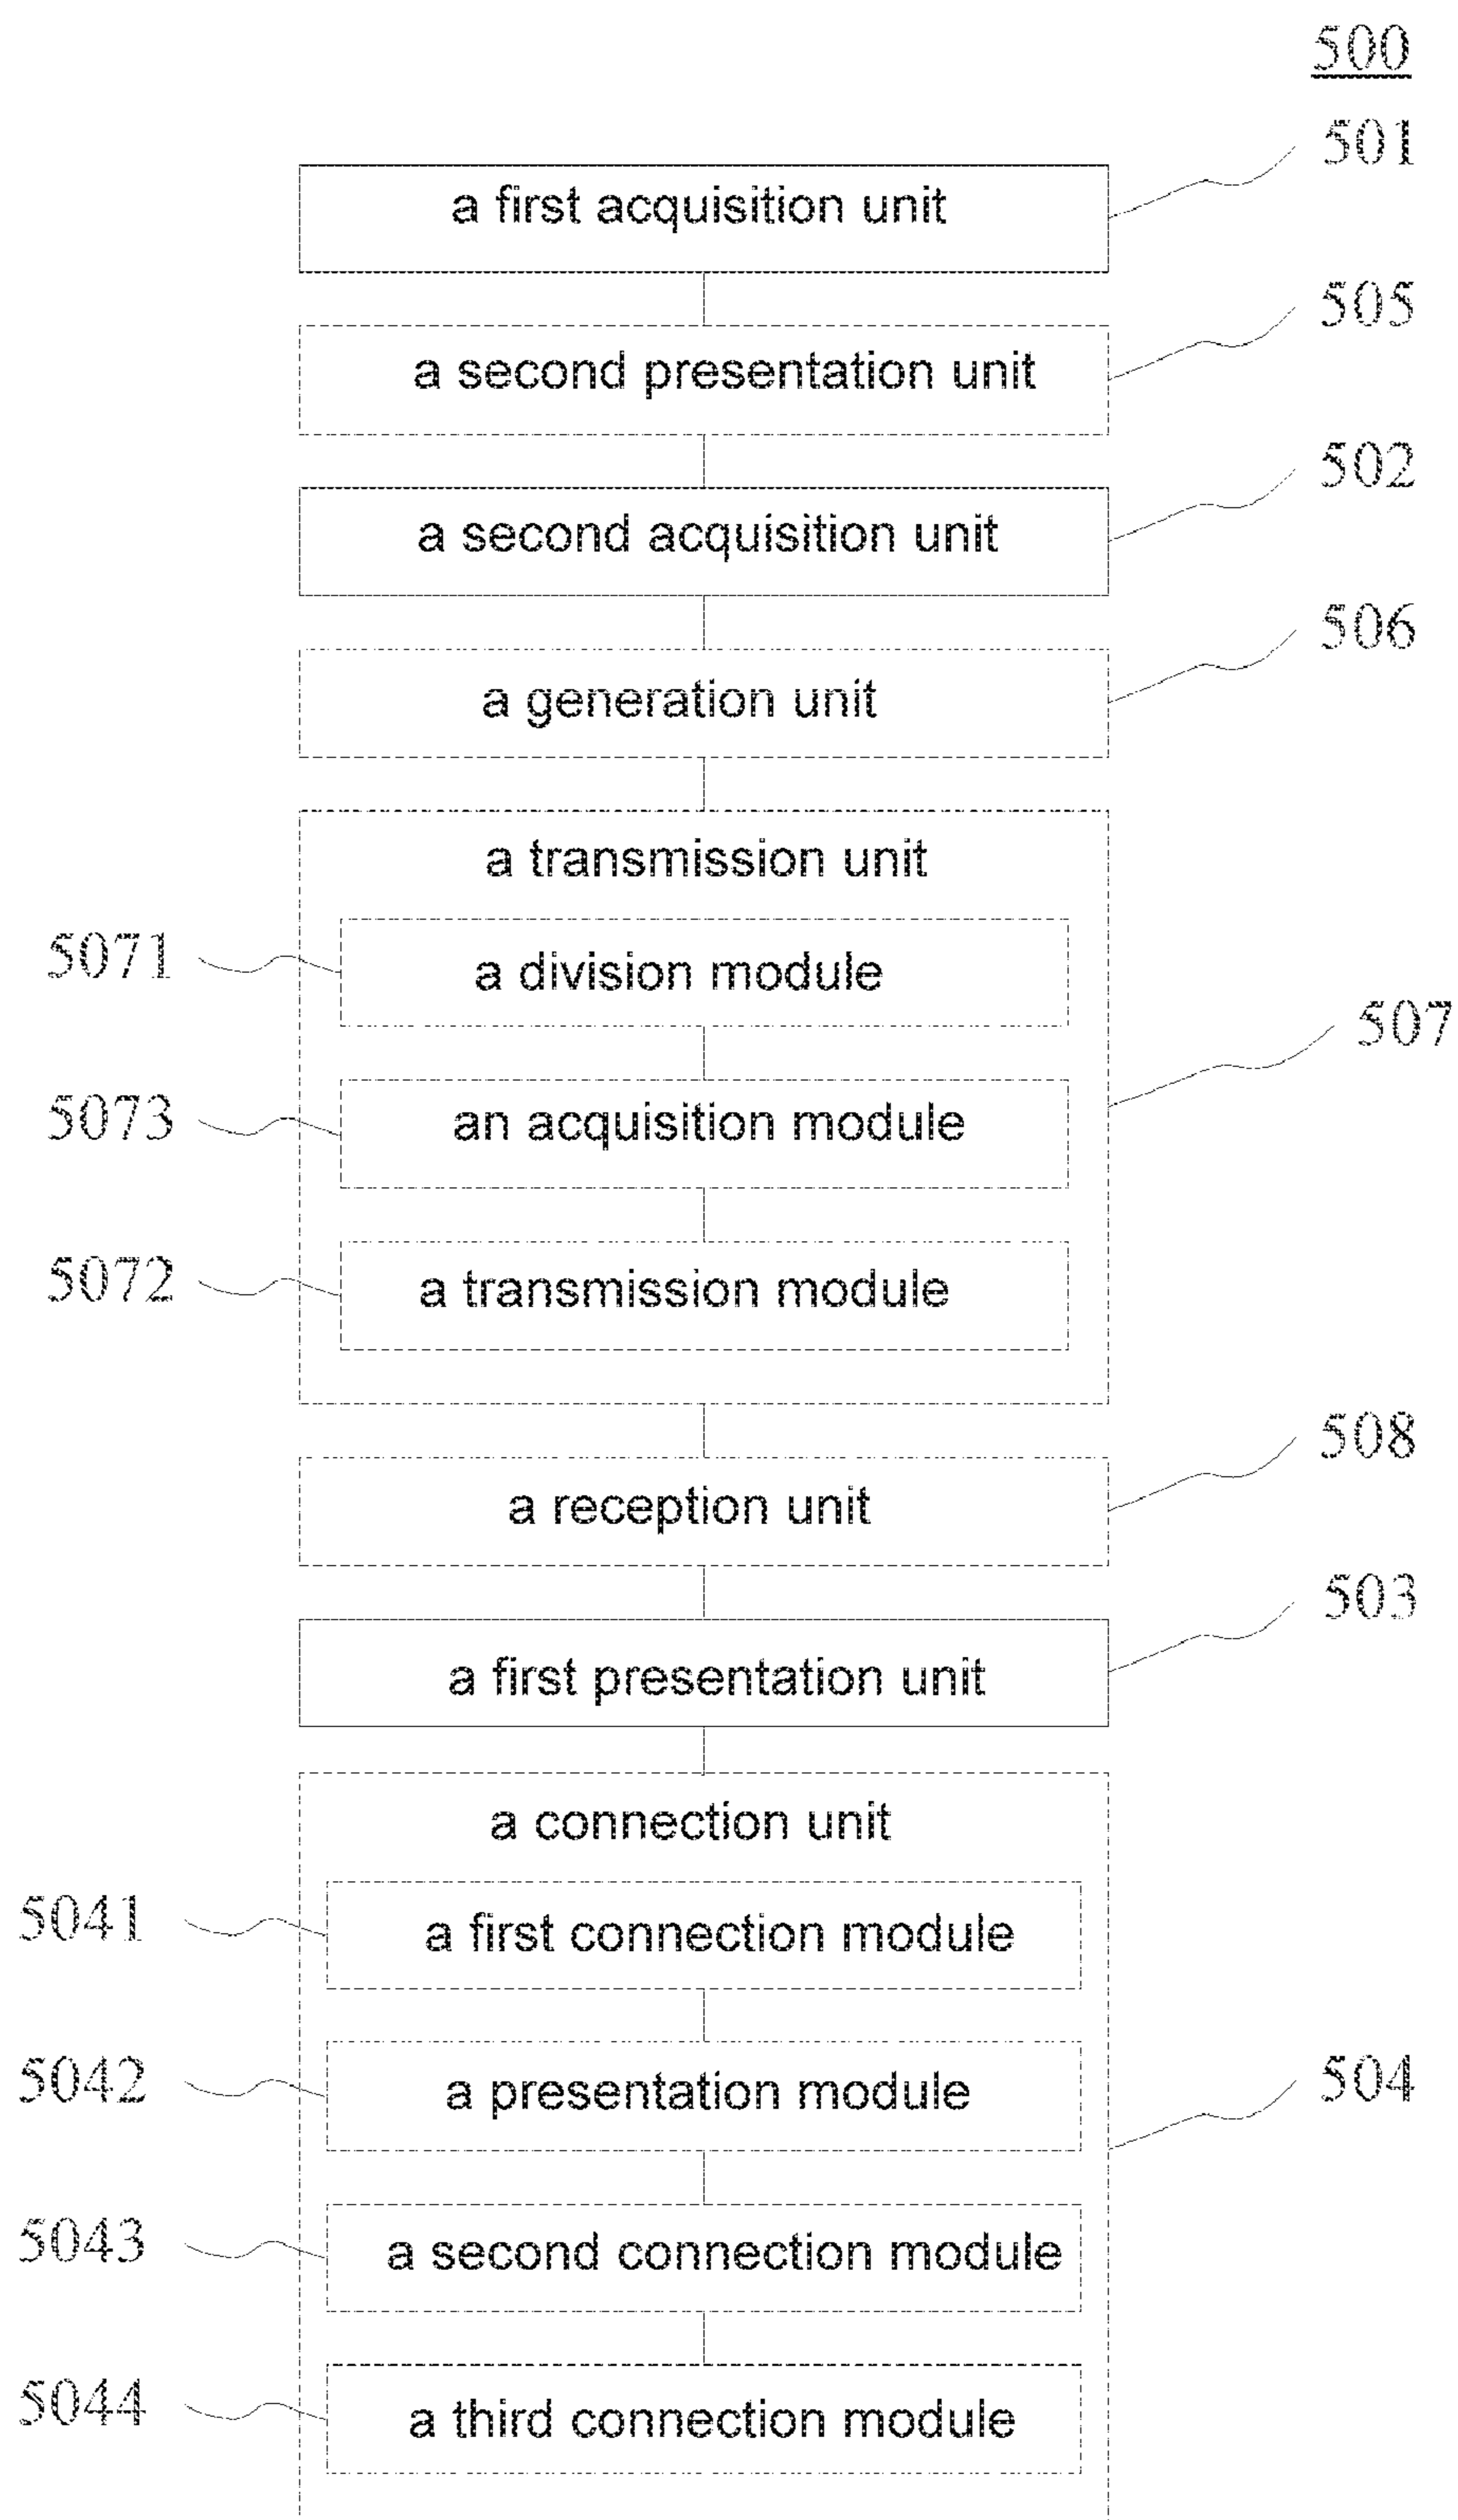 500
501
a first acquisition unit
505
a second presentation unit
502
a second acquisition unit
506
a generation unit
a transmission unit
5071
a division module
507
5073
an acquisition module
5072
a transmission module
508
a reception unit
503
a first presentation unit
a connection unit
5041
a first connection module
5042
a presentation module
504
5043
a second connection module
5044
a third connection module